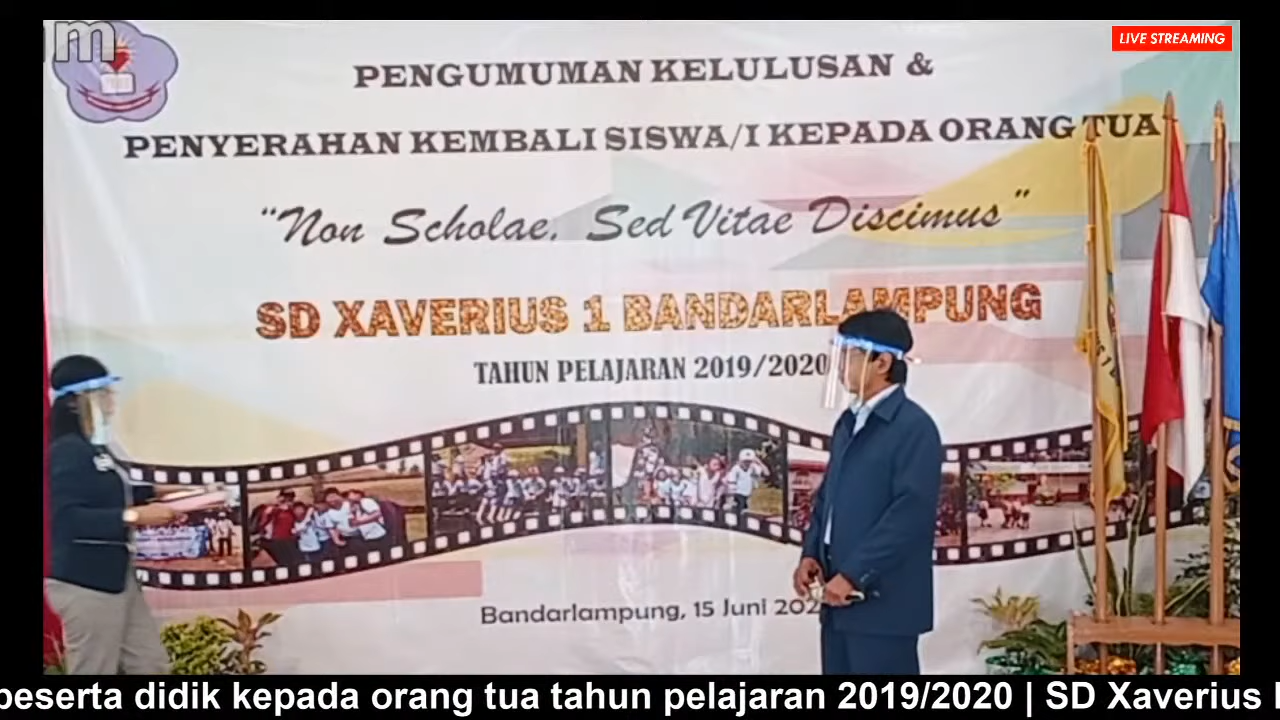 m
LIVE STREAMING
PENGUMUMAN KELULUSAN &
PENYERAHAN KEMBALI SISWA/I KEPADA ORANG TUA
"Non Scholae, Sed Vitae Discimus"
SD XAVERIUS 1 BANDARLAMPUNG
TAHUN PELAJARAN 2019/2020
Bandarlampung, 15 Juni 202
peserta didik kepada orang tua tahun pelajaran 2019/2020 | SD Xaverius